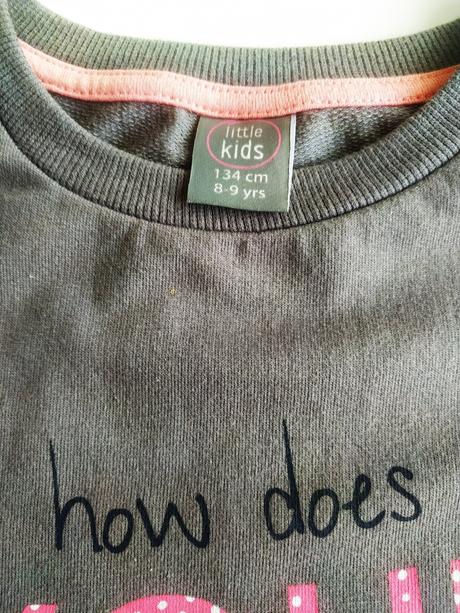 little
kids
134 cm
8-9 yrs
how does